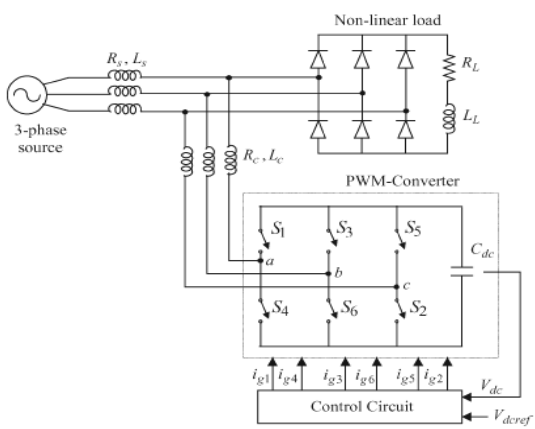 Non-linear load
R_s , L_s
R_L
L_L
3-phase
source
R_c , L_c
PWM-Converter
S_1
S_3
S_5
C_dc
a
b
c
S_4
S_6
S_2
i_g1 i_g4 i_g3 i_g6 i_g5 i_g2
V_dc
Control Circuit
V_dcref